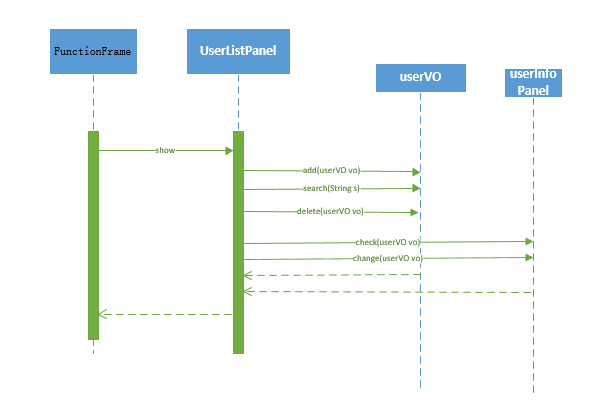 FunctionFrame
UserListPanel
userVO
userInfo
Panel
show
add(userVO vo)
search(String s)
delete(userVO vo)
check(userVO vo)
change(userVO vo)